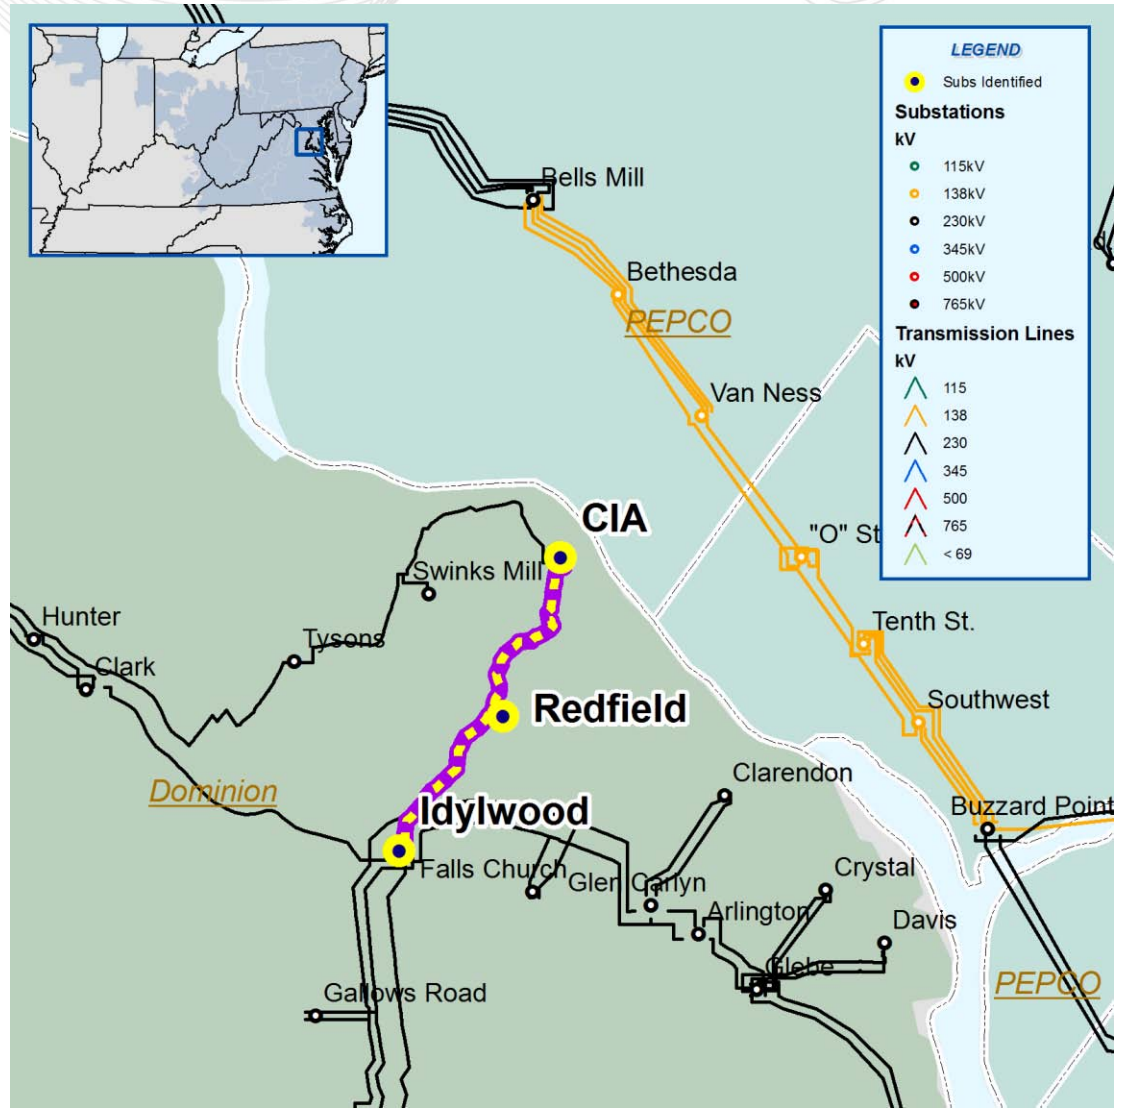 LEGEND
Subs Identified
Substations
kV
115kV
138kV
230kV
345kV
500kV
765kV
Transmission Lines
kV
115
138
230
345
500
765
< 69
Bells Mill
Bethesda
PEPCO
Van Ness
"O" St
CIA
Swinks Mill
Hunter
Tysons
Tenth St.
Clark
Redfield
Southwest
Dominion
Clarendon
Idylwood
Buzzard Point
Falls Church
Glen Carlyn
Crystal
Arlington
Davis
Glebe
Gallows Road
PEPCO